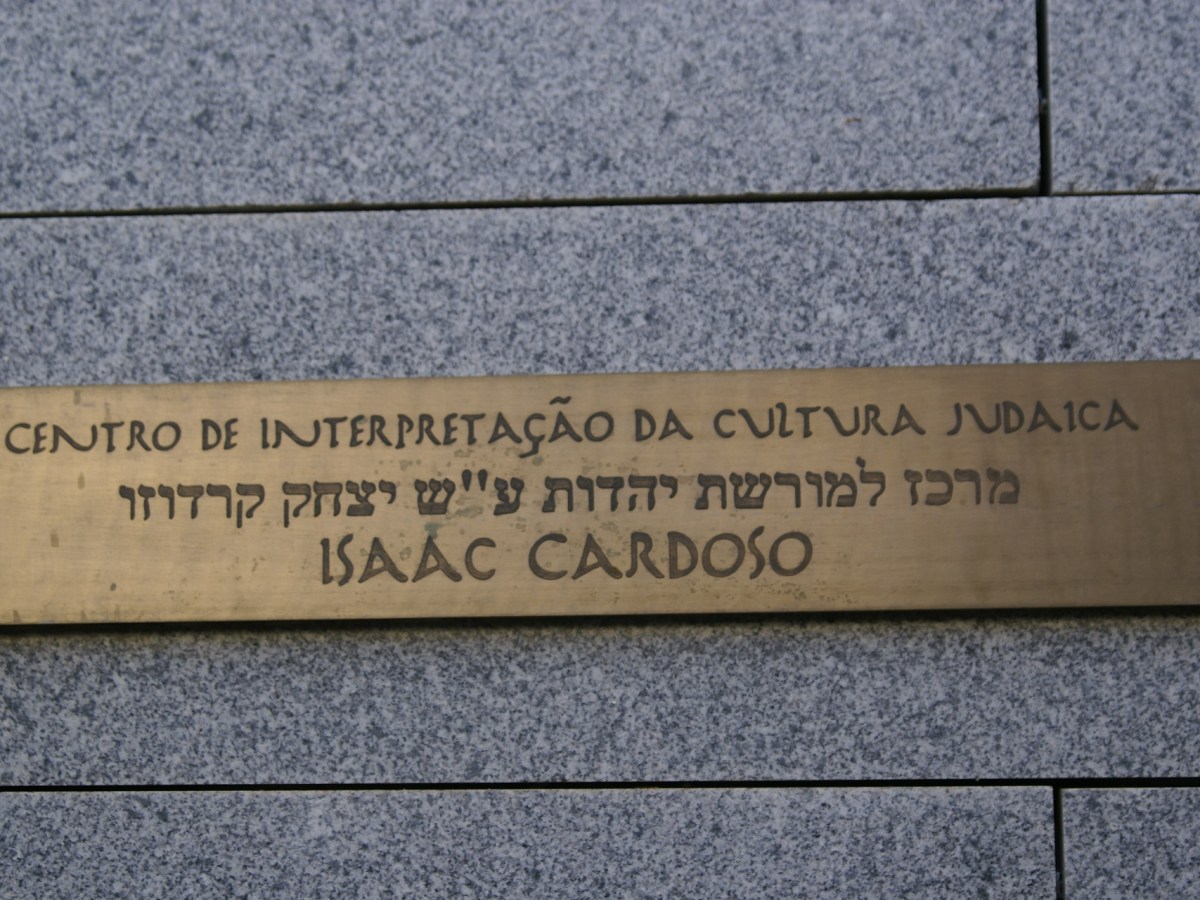 CENTRO DE INTERPRETAÇÃO DA CULTURA JUDAICA
מרכז למורשת יהדות ע"ש יצחק קרדוזו
ISAAC CARDOSO